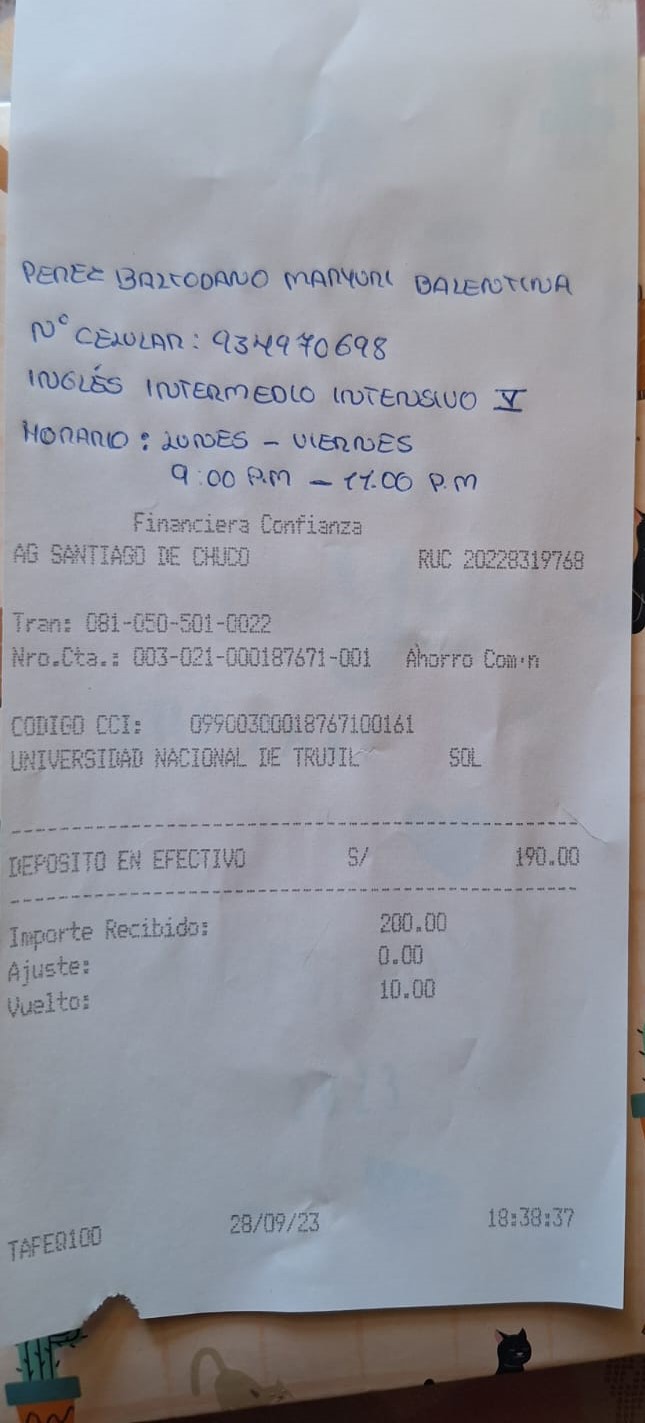 PEREZ BALTODANO MARYURI BALENTINA
N° CELULAR: 934970698
INGLÉS INTERMEDIO INTENSIVO V
HORARIO: LUNES - VIERNES
9:00 P.M - 11:00 P.M
Financiera Confianza
AG SANTIAGO DE CHUCO RUC 20228319768
Tran: 081-050-501-0022
Nro.Cta.: 003-021-000187671-001 Ahorro Com·n
CODIGO CCI: 09900300018767100161
UNIVERSIDAD NACIONAL DE TRUJIL SOL
DEPOSITO EN EFECTIVO S/ 190.00
Importe Recibido: 200.00
Ajuste: 0.00
Vuelto: 10.00
TAFEQ100 28/09/23 18:38:37